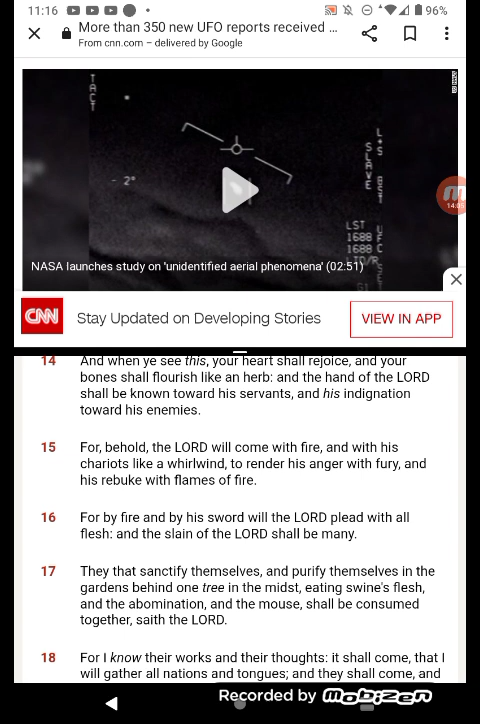 11:16
96%
More than 350 new UFO reports received ...
From cnn.com – delivered by Google
TACT
- 2°
SLAVE
LST
1688
1688
NASA launches study on 'unidentified aerial phenomena' (02:51)
14:05
CNN
Stay Updated on Developing Stories
VIEW IN APP
14 And when ye see this, your heart shall rejoice, and your
bones shall flourish like an herb: and the hand of the LORD
shall be known toward his servants, and his indignation
toward his enemies.
15 For, behold, the LORD will come with fire, and with his
chariots like a whirlwind, to render his anger with fury, and
his rebuke with flames of fire.
16 For by fire and by his sword will the LORD plead with all
flesh: and the slain of the LORD shall be many.
17 They that sanctify themselves, and purify themselves in the
gardens behind one tree in the midst, eating swine's flesh,
and the abomination, and the mouse, shall be consumed
together, saith the LORD.
18 For I know their works and their thoughts: it shall come, that I
will gather all nations and tongues; and they shall come, and
Recorded by Mobizen